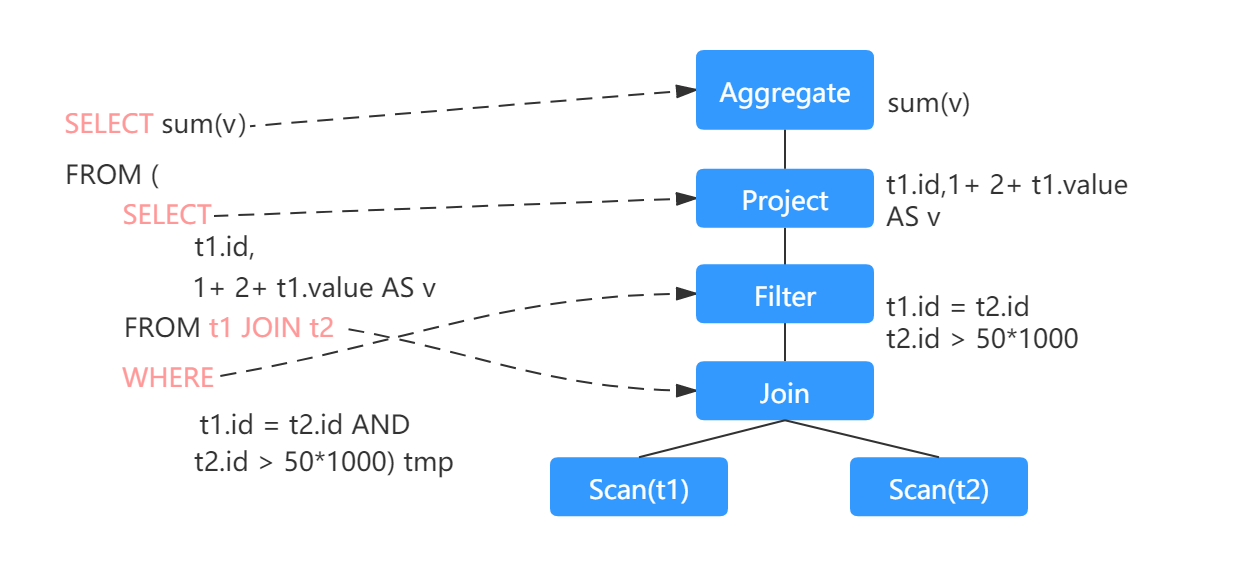 SELECT sum(v)
FROM (
SELECT
t1.id,
1+ 2+ t1.value AS v
FROM t1 JOIN t2
WHERE
t1.id = t2.id AND
t2.id > 50*1000) tmp
Aggregate
sum(v)
Project
t1.id,1+ 2+ t1.value
AS v
Filter
t1.id = t2.id
t2.id > 50*1000
Join
Scan(t1)
Scan(t2)